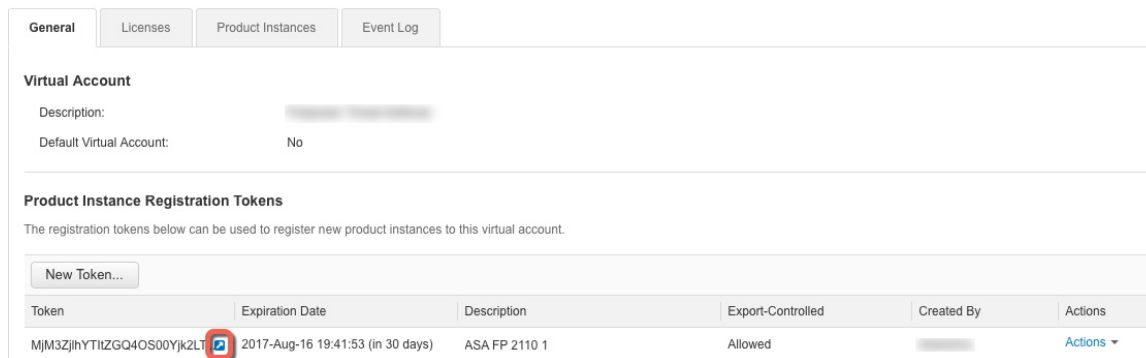 General Licenses Product Instances Event Log
Virtual Account
Description:
Default Virtual Account: No
Product Instance Registration Tokens
The registration tokens below can be used to register new product instances to this virtual account.
New Token...
Token Expiration Date Description Export-Controlled Created By Actions
MjM3ZjlhYTItZGQ4OS00Yjk2LT 2017-Aug-16 19:41:53 (in 30 days) ASA FP 2110 1 Allowed Actions